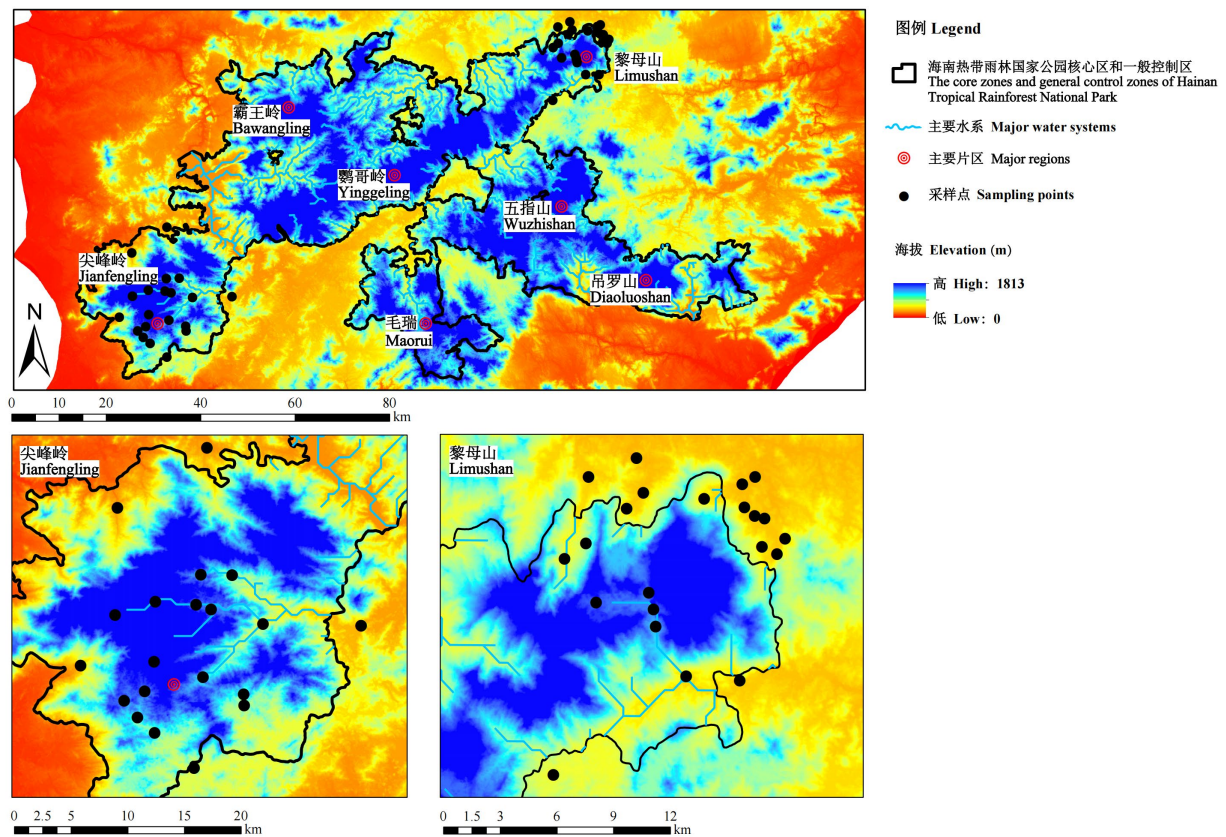 黎母山
Limushan
霸王岭
Bawangling
鹦哥岭
Yinggeling
五指山
Wuzhishan
尖峰岭
Jianfengling
吊罗山
Diaoluoshan
毛瑞
Maorui
N
0 10 20 40 60 80
km
图例 Legend
海南热带雨林国家公园核心区和一般控制区
The core zones and general control zones of Hainan
Tropical Rainforest National Park
主要水系 Major water systems
主要片区 Major regions
采样点 Sampling points
海拔 Elevation (m)
高 High: 1813
低 Low: 0
尖峰岭
Jianfengling
0 2.5 5 10 15 20
km
黎母山
Limushan
0 1.5 3 6 9 12
km